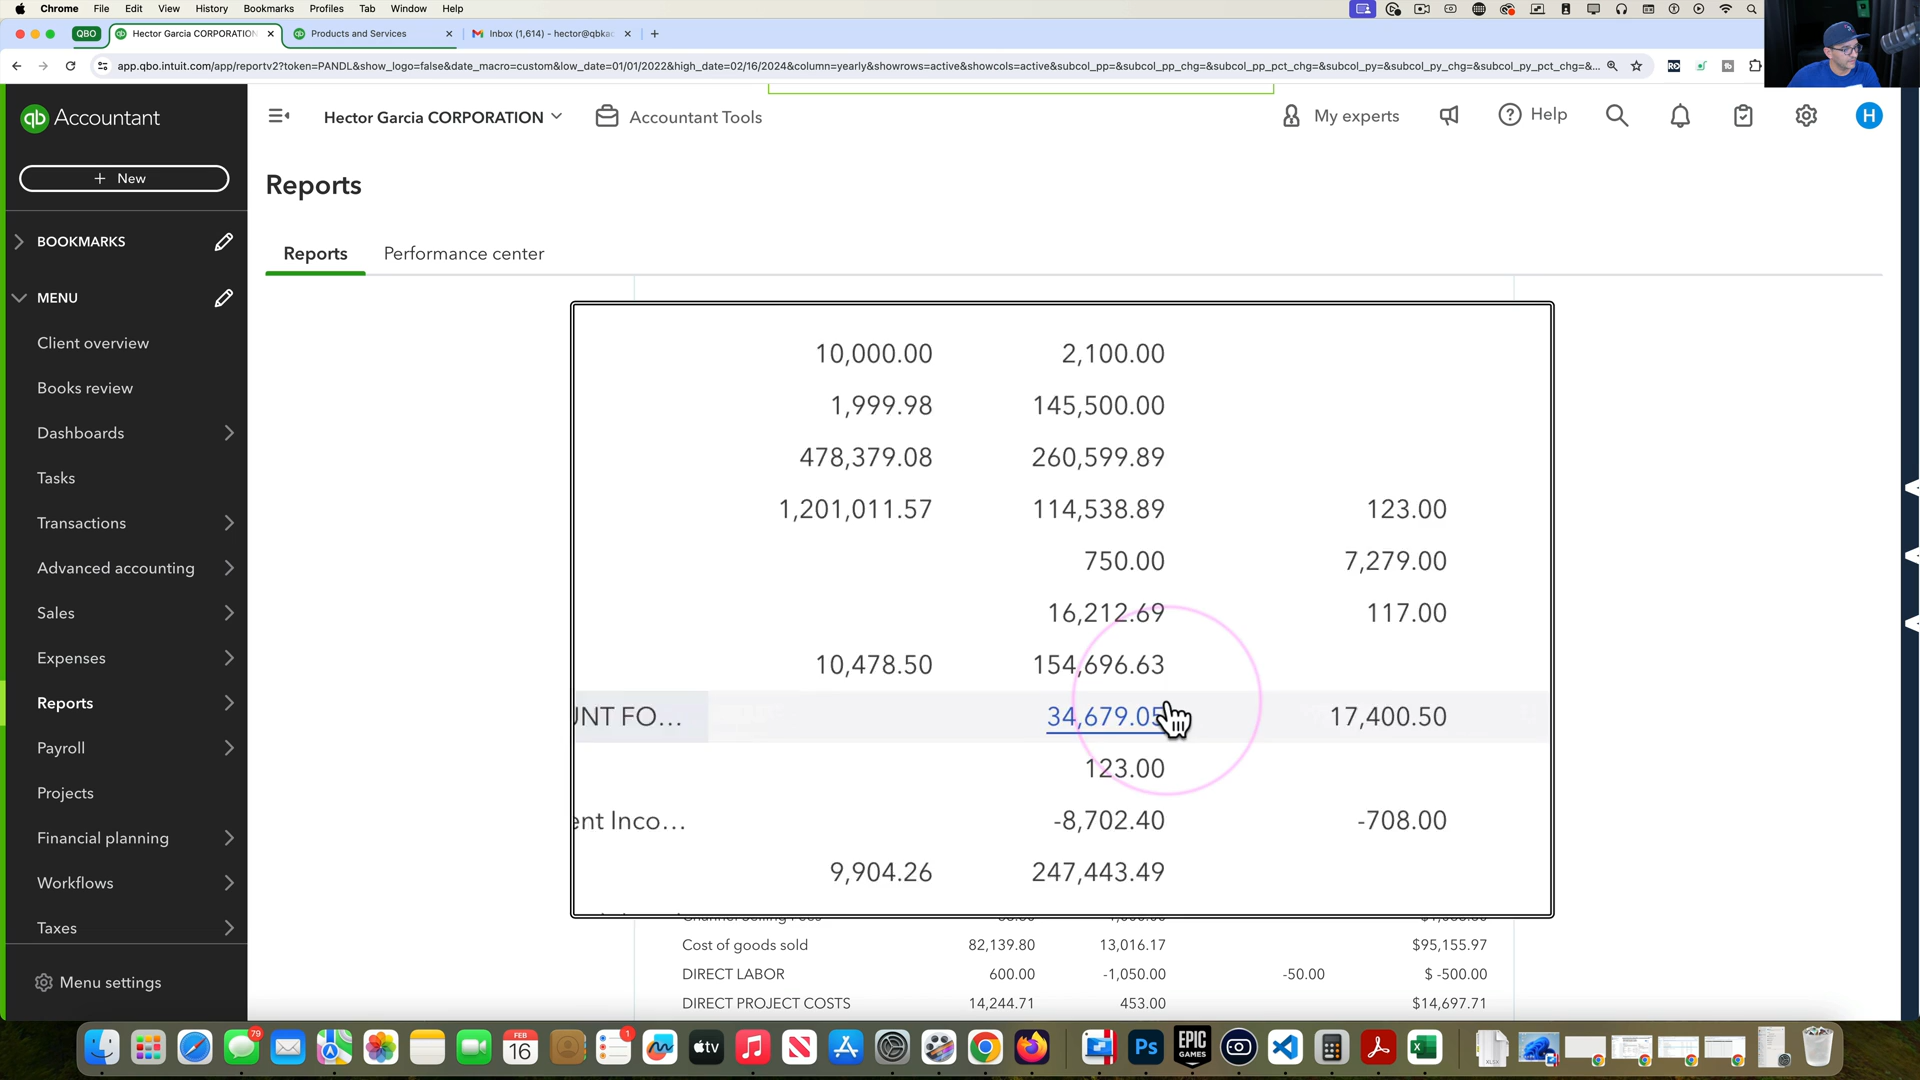 Chrome File Edit View History Bookmarks Profiles Tab Window Help
QBO Hector Garcia CORPORATION Products and Services Inbox (1,614) - hector@qbka
app.qbo.intuit.com/app/reportv2?token=PANDL&show_logo=false&date_macro=custom&low_date=01/01/2022&high_date=02/16/2024&column=yearly&showrows=active&showcols=active&subcol_pp=&subcol_pp_chg=&subcol_pp_pct_chg=&subcol_py=&subcol_py_chg=&subcol_py_pct_chg=&...
qb Accountant
Hector Garcia CORPORATION
Accountant Tools
My experts
Help
H
+ New
BOOKMARKS
MENU
Client overview
Books review
Dashboards
Tasks
Transactions
Advanced accounting
Sales
Expenses
Reports
Payroll
Projects
Financial planning
Workflows
Taxes
Menu settings
Reports
Reports Performance center
10,000.00 2,100.00
1,999.98 145,500.00
478,379.08 260,599.89
1,201,011.57 114,538.89 123.00
750.00 7,279.00
16,212.69 117.00
10,478.50 154,696.63
UNT FO... 34,679.05 17,400.50
123.00
ent Inco... -8,702.40 -708.00
9,904.26 247,443.49
Cost of goods sold 82,139.80 13,016.17 $95,155.97
DIRECT LABOR 600.00 -1,050.00 -50.00 $ -500.00
DIRECT PROJECT COSTS 14,244.71 453.00 $14,697.71
79
FEB
16
1
tv
Ps
EPIC
GAMES
XLSX